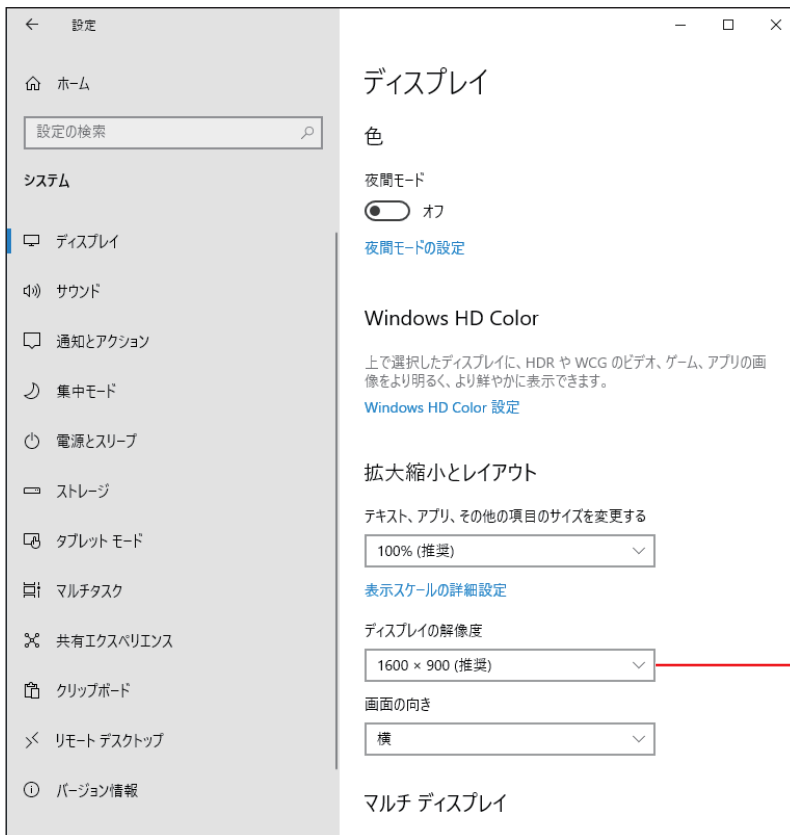 設定
ホーム
設定の検索
システム
ディスプレイ
サウンド
通知とアクション
集中モード
電源とスリープ
ストレージ
タブレット モード
マルチタスク
共有エクスペリエンス
クリップボード
リモート デスクトップ
バージョン情報
ディスプレイ
色
夜間モード
オフ
夜間モードの設定
Windows HD Color
上で選択したディスプレイに、HDR や WCG のビデオ、ゲーム、アプリの画
像をより明るく、より鮮やかに表示できます。
Windows HD Color 設定
拡大縮小とレイアウト
テキスト、アプリ、その他の項目のサイズを変更する
100% (推奨)
表示スケールの詳細設定
ディスプレイの解像度
1600 × 900 (推奨)
画面の向き
横
マルチ ディスプレイ